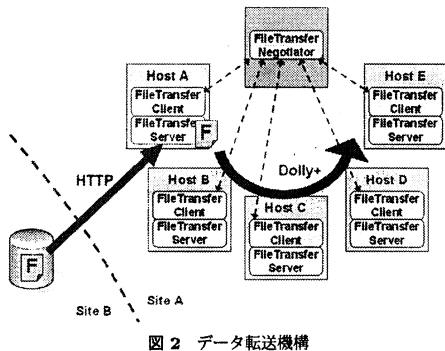 FileTransfer
Negotiator
Host A
FileTransfer
Client
FileTransfer
Server
F
Host E
FileTransfer
Client
FileTransfer
Server
HTTP
Dolly+
Host B
FileTransfer
Client
FileTransfer
Server
Host C
FileTransfer
Client
FileTransfer
Server
Host D
FileTransfer
Client
FileTransfer
Server
F
Site B
Site A
図 2 データ転送機構